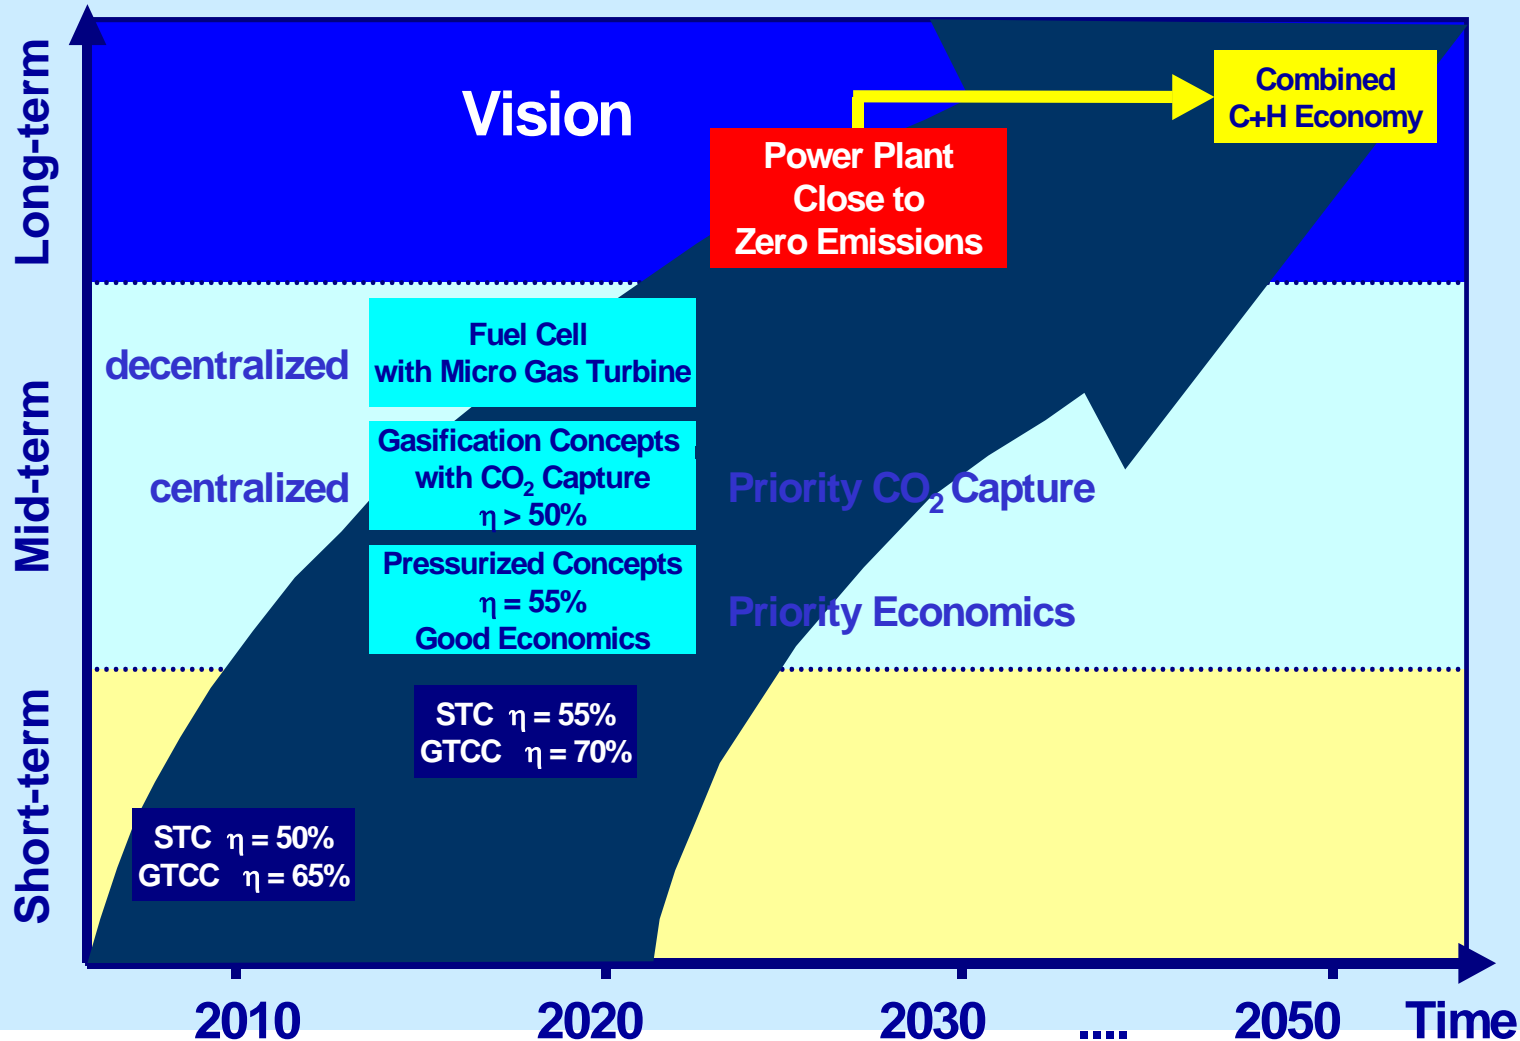 Long-term
Vision
Combined
C+H Economy
Power Plant
Close to
Zero Emissions
Mid-term
decentralized
Fuel Cell
with Micro Gas Turbine
centralized
Gasification Concepts
with CO₂ Capture
η > 50%
Priority CO₂ Capture
Pressurized Concepts
η = 55%
Good Economics
Priority Economics
Short-term
STC η = 55%
GTCC η = 70%
STC η = 50%
GTCC η = 65%
2010 2020 2030 .... 2050 Time